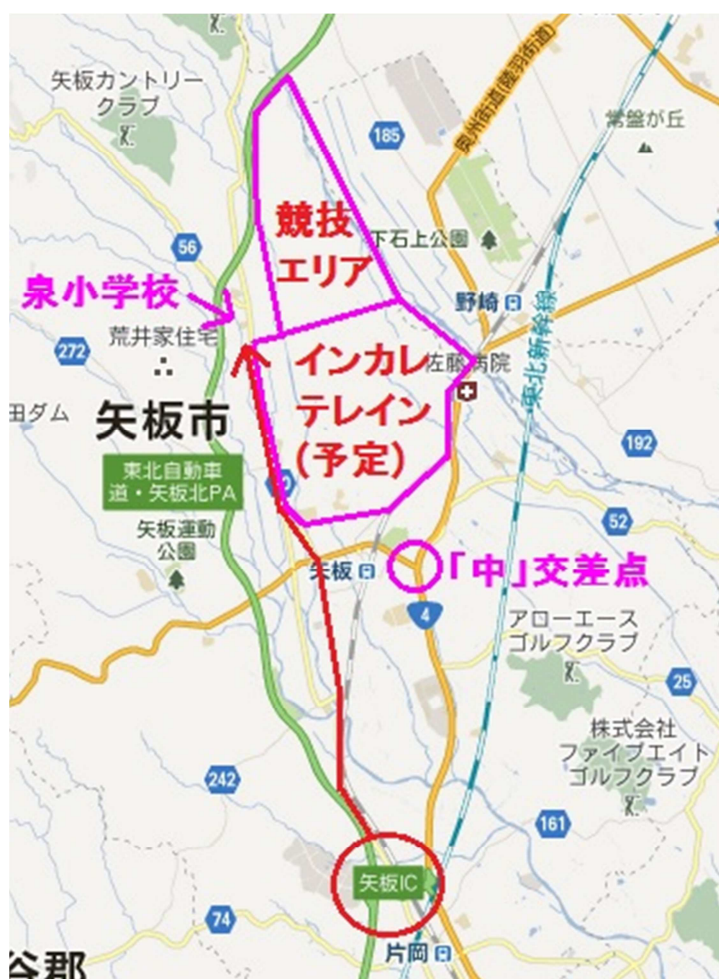 矢板カントリー
クラブ
奥州街道(陸羽街道)
185
常盤が丘
競技
エリア
下石上公園
56
泉小学校
野崎
東北新幹線
荒井家住宅
272
インカレ
テレイン
(予定)
佐藤病院
田ダム
矢板市
192
東北自動車
道・矢板北PA
52
矢板運動
公園
矢板
「中」交差点
4
アローエース
ゴルフクラブ
25
株式会社
ファイブエイト
ゴルフクラブ
242
161
矢板IC
74
片岡
谷郡